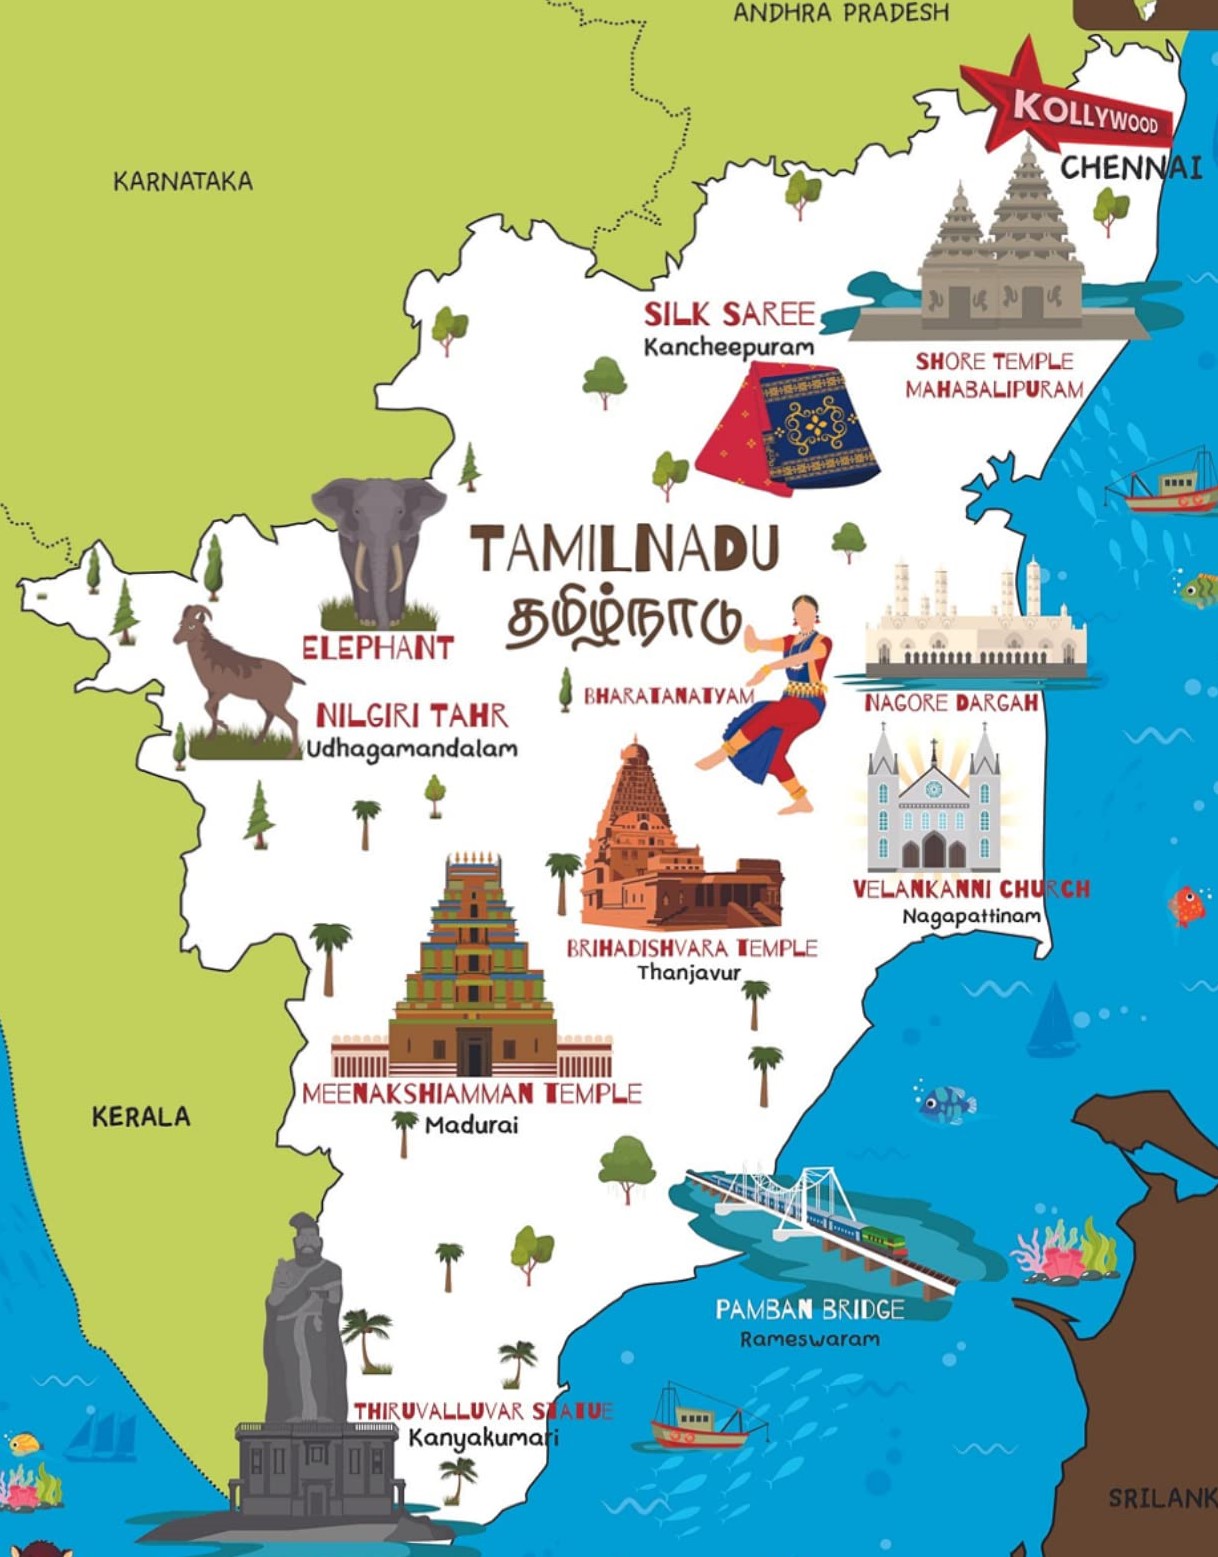 ANDHRA PRADESH
KOLLYWOOD
CHENNAI
KARNATAKA
SILK SAREE
Kancheepuram
SHORE TEMPLE
MAHABALIPURAM
TAMILNADU
தமிழ்நாடு
ELEPHANT
BHARATANATYAM
NAGORE DARGAH
NILGIRI TAHR
Udhagamandalam
VELANKANNI CHURCH
Nagapattinam
BRIHADISHVARA TEMPLE
Thanjavur
MEENAKSHIAMMAN TEMPLE
Madurai
KERALA
PAMBAN BRIDGE
Rameswaram
THIRUVALLUVAR STATUE
Kanyakumari
SRILANK